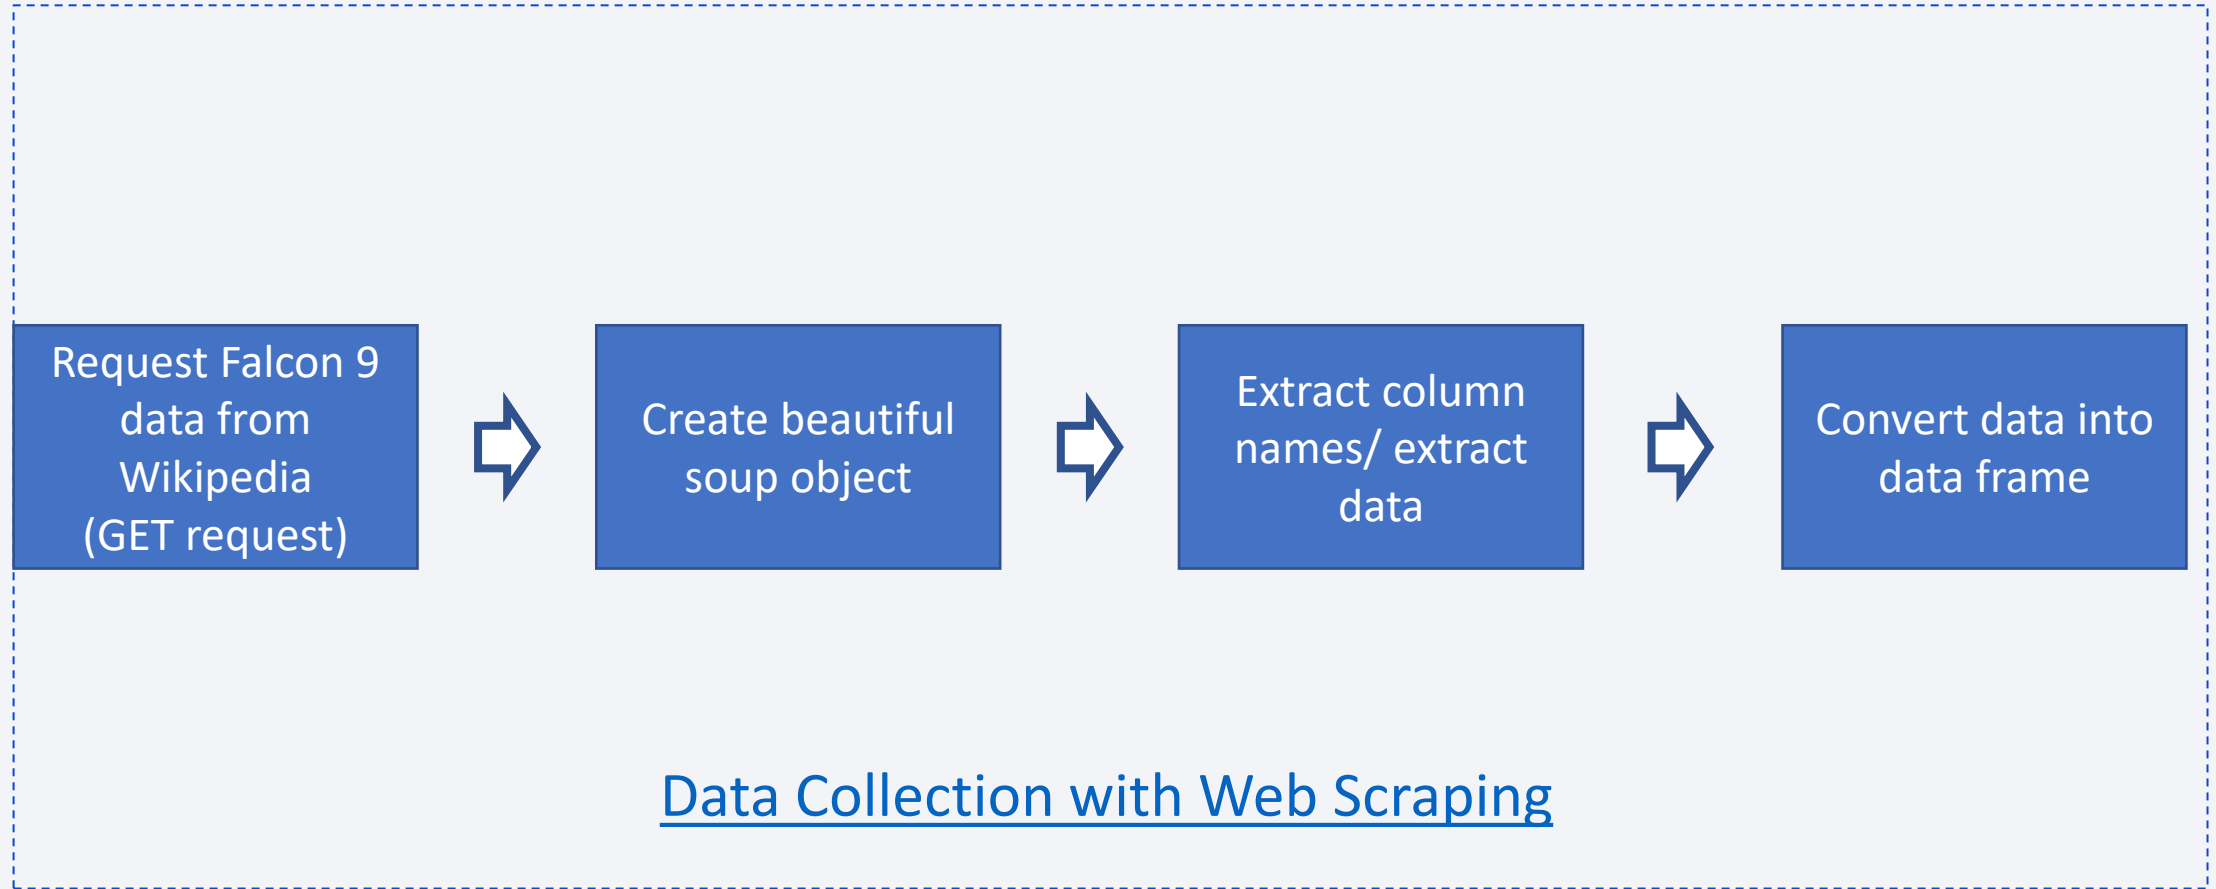 Request Falcon 9
data from
Wikipedia
(GET request)
Create beautiful
soup object
Extract column
names/ extract
data
Convert data into
data frame
Data Collection with Web Scraping